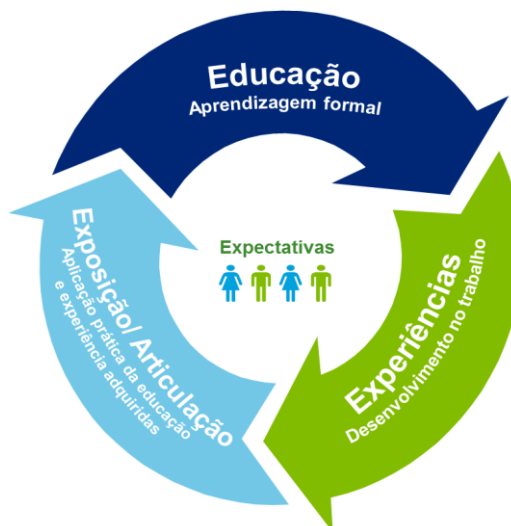 Educação
Aprendizagem formal
Expectativas
Experiências
Desenvolvimento no trabalho
Exposição/ Articulação
Aplicação prática da educação
e experiência adquiridas